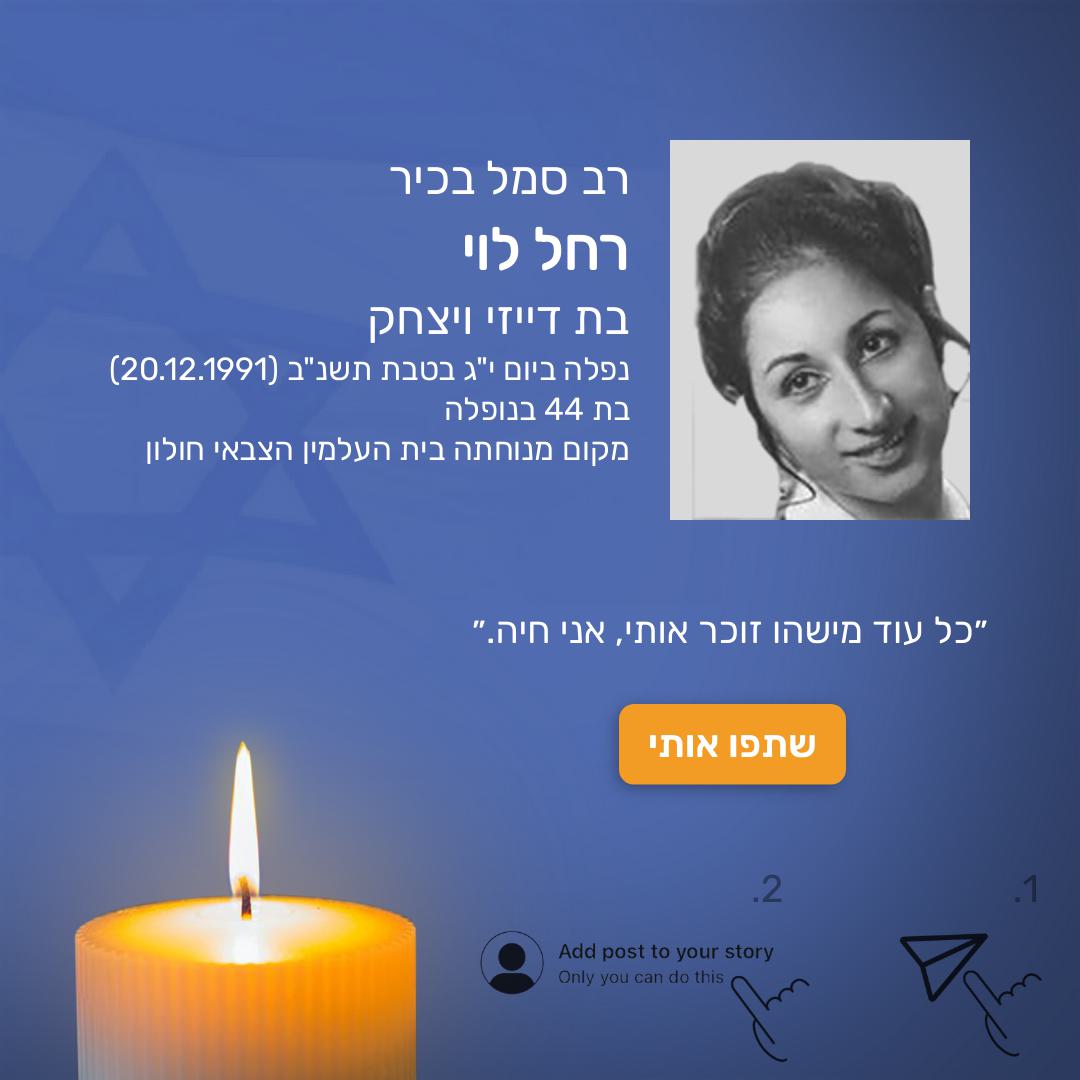 רב סמל בכיר
רחל לוי
בת דייזי ויצחק
נפלה ביום י"ג בטבת תשנ"ב (20.12.1991)
בת 44 בנופלה
מקום מנוחתה בית העלמין הצבאי חולון
״כל עוד מישהו זוכר אותי, אני חיה.״
שתפו אותי
.1
.2
Add post to your story
Only you can do this